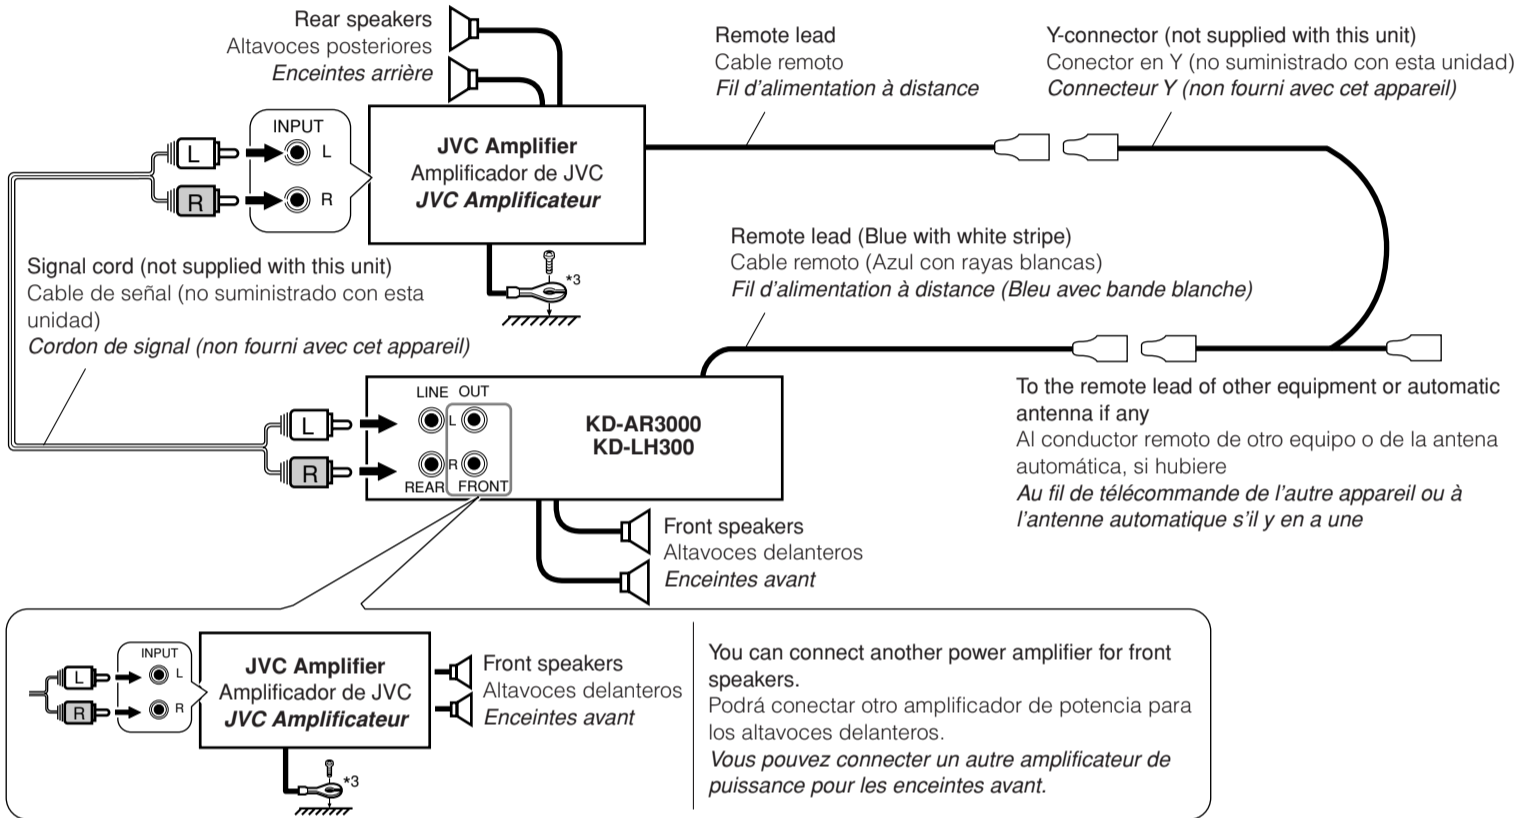 Rear speakers
Altavoces posteriores
Enceintes arrière
Remote lead
Cable remoto
Fil d’alimentation à distance
Y-connector (not supplied with this unit)
Conector en Y (no suministrado con esta unidad)
Connecteur Y (non fourni avec cet appareil)
INPUT
L
L
R
R
JVC Amplifier
Amplificador de JVC
JVC Amplificateur
*3
Signal cord (not supplied with this unit)
Cable de señal (no suministrado con esta
unidad)
Cordon de signal (non fourni avec cet appareil)
Remote lead (Blue with white stripe)
Cable remoto (Azul con rayas blancas)
Fil d’alimentation à distance (Bleu avec bande blanche)
LINE OUT
L
L
R
R
REAR FRONT
KD-AR3000
KD-LH300
To the remote lead of other equipment or automatic
antenna if any
Al conductor remoto de otro equipo o de la antena
automática, si hubiere
Au fil de télécommande de l’autre appareil ou à
l’antenne automatique s’il y en a une
Front speakers
Altavoces delanteros
Enceintes avant
INPUT
L
L
R
R
JVC Amplifier
Amplificador de JVC
JVC Amplificateur
*3
Front speakers
Altavoces delanteros
Enceintes avant
You can connect another power amplifier for front
speakers.
Podrá conectar otro amplificador de potencia para
los altavoces delanteros.
Vous pouvez connecter un autre amplificateur de
puissance pour les enceintes avant.